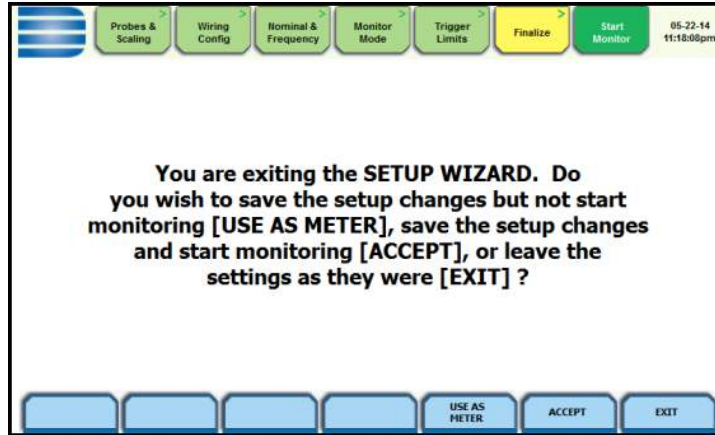 Probes &
Scaling
>
Wiring
Config
>
Nominal &
Frequency
>
Monitor
Mode
>
Trigger
Limits
>
Finalize
>
Start
Monitor
05-22-14
11:18:08pm
You are exiting the SETUP WIZARD. Do
you wish to save the setup changes but not start
monitoring [USE AS METER], save the setup changes
and start monitoring [ACCEPT], or leave the
settings as they were [EXIT] ?
USE AS
METER
ACCEPT
EXIT